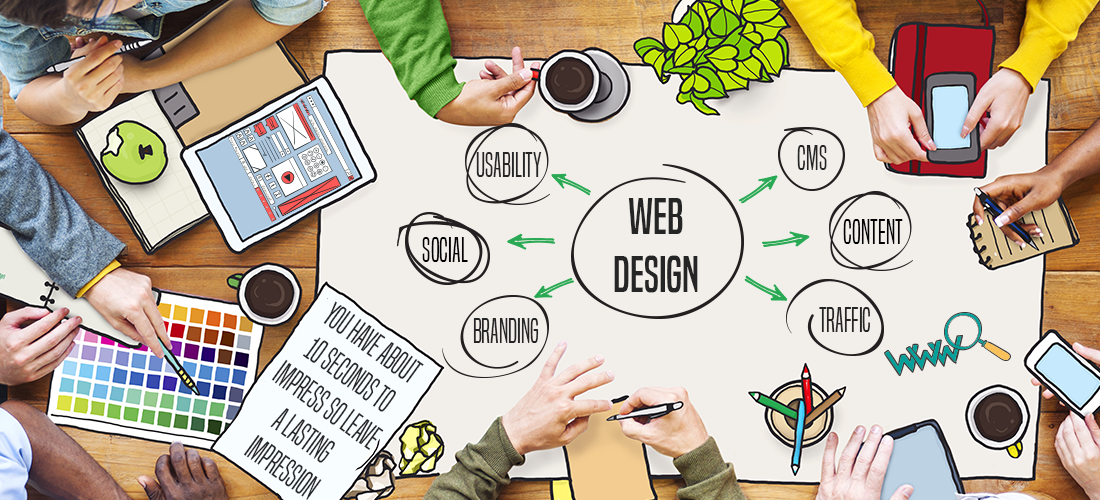 USABILITY
CMS
WEB
DESIGN
SOCIAL
CONTENT
BRANDING
TRAFFIC
WWW
YOU HAVE ABOUT
10 SECONDS TO
IMPRESS SO LEAVE
A LASTING
IMPRESSION